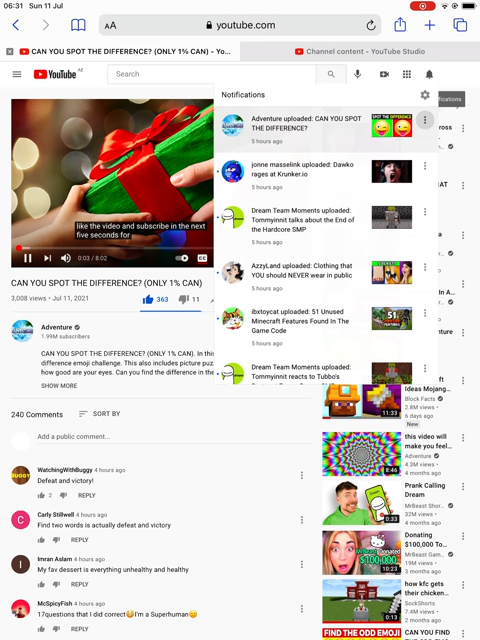 06:31 Sun 11 Jul
AA
youtube.com
CAN YOU SPOT THE DIFFERENCE? (ONLY 1% CAN) - Yo...
Channel content - YouTube Studio
YouTube AE
Search
Notifications
Adventure uploaded: CAN YOU SPOT
THE DIFFERENCE?
5 hours ago
SPOT THE DIFFERENCE
jonne masselink uploaded: Dawko
rages at Krunker.io
5 hours ago
Dream Team Moments uploaded:
Tommyinnit talks about the End of
the Hardcore SMP
5 hours ago
AzzyLand uploaded: Clothing that
YOU should NEVER wear in public
5 hours ago
ibxtoycat uploaded: 51 Unused
Minecraft Features Found In The
Game Code
5 hours ago
51
Dream Team Moments uploaded:
Tommyinnit reacts to Tubbo's
like the video and subscribe in the next
five seconds for
0:03 / 8:02
CAN YOU SPOT THE DIFFERENCE? (ONLY 1% CAN)
3,008 views • Jul 11, 2021
363
11
Adventure
1.99M subscribers
CAN YOU SPOT THE DIFFERENCE? (ONLY 1% CAN). In this
difference emoji challenge. This also includes picture puz
how good are your eyes. Can you find the difference in the
SHOW MORE
240 Comments
SORT BY
Add a public comment...
BUGGY
WatchingWithBuggy 4 hours ago
Defeat and victory!
2
REPLY
C
Carly Stillwell 4 hours ago
Find two words is actually defeat and victory
REPLY
I
Imran Aslam 4 hours ago
My fav dessert is everything unhealthy and healthy
REPLY
McSpicyFish 4 hours ago
17questions that I did correct😂I'm a Superhuman😊
REPLY
11:33
Ideas Mojang...
Block Facts
2.8M views •
6 days ago
New
8:46
this video will
make you feel...
Adventure
4.3M views •
4 months ago
0:33
Prank Calling
Dream
MrBeast Shor...
32M views •
4 months ago
MrBeast Donated
$100,000
10:23
Donating
$100,000 To...
MrBeast Gam...
19M views •
3 months ago
0:13
how kfc gets
their chicken...
SockShorts
7.4M views •
2 months ago
FIND THE ODD EMOJI
CAN YOU FIND